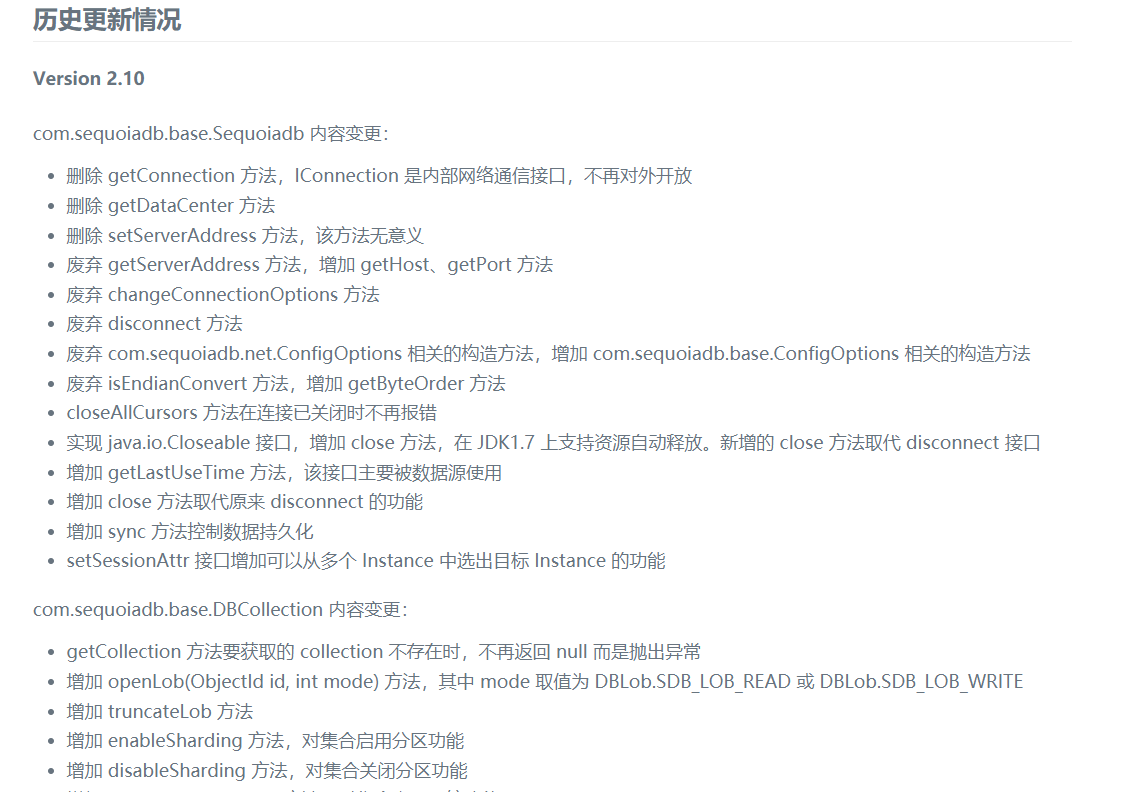 历史更新情况
Version 2.10
com.sequoiadb.base.Sequoiadb 内容变更：
删除 getConnection 方法，IConnection 是内部网络通信接口，不再对外开放
删除 getDataCenter 方法
删除 setServerAddress 方法，该方法无意义
废弃 getServerAddress 方法，增加 getHost、getPort 方法
废弃 changeConnectionOptions 方法
废弃 disconnect 方法
废弃 com.sequoiadb.net.ConfigOptions 相关的构造方法，增加 com.sequoiadb.base.ConfigOptions 相关的构造方法
废弃 isEndianConvert 方法，增加 getByteOrder 方法
closeAllCursors 方法在连接已关闭时不再报错
实现 java.io.Closeable 接口，增加 close 方法，在 JDK1.7 上支持资源自动释放。新增的 close 方法取代 disconnect 接口
增加 getLastUseTime 方法，该接口主要被数据源使用
增加 close 方法取代原来 disconnect 的功能
增加 sync 方法控制数据持久化
setSessionAttr 接口增加可以从多个 Instance 中选出目标 Instance 的功能
com.sequoiadb.base.DBCollection 内容变更：
getCollection 方法要获取的 collection 不存在时，不再返回 null 而是抛出异常
增加 openLob(ObjectId id, int mode) 方法，其中 mode 取值为 DBLob.SDB_LOB_READ 或 DBLob.SDB_LOB_WRITE
增加 truncateLob 方法
增加 enableSharding 方法，对集合启用分区功能
增加 disableSharding 方法，对集合关闭分区功能